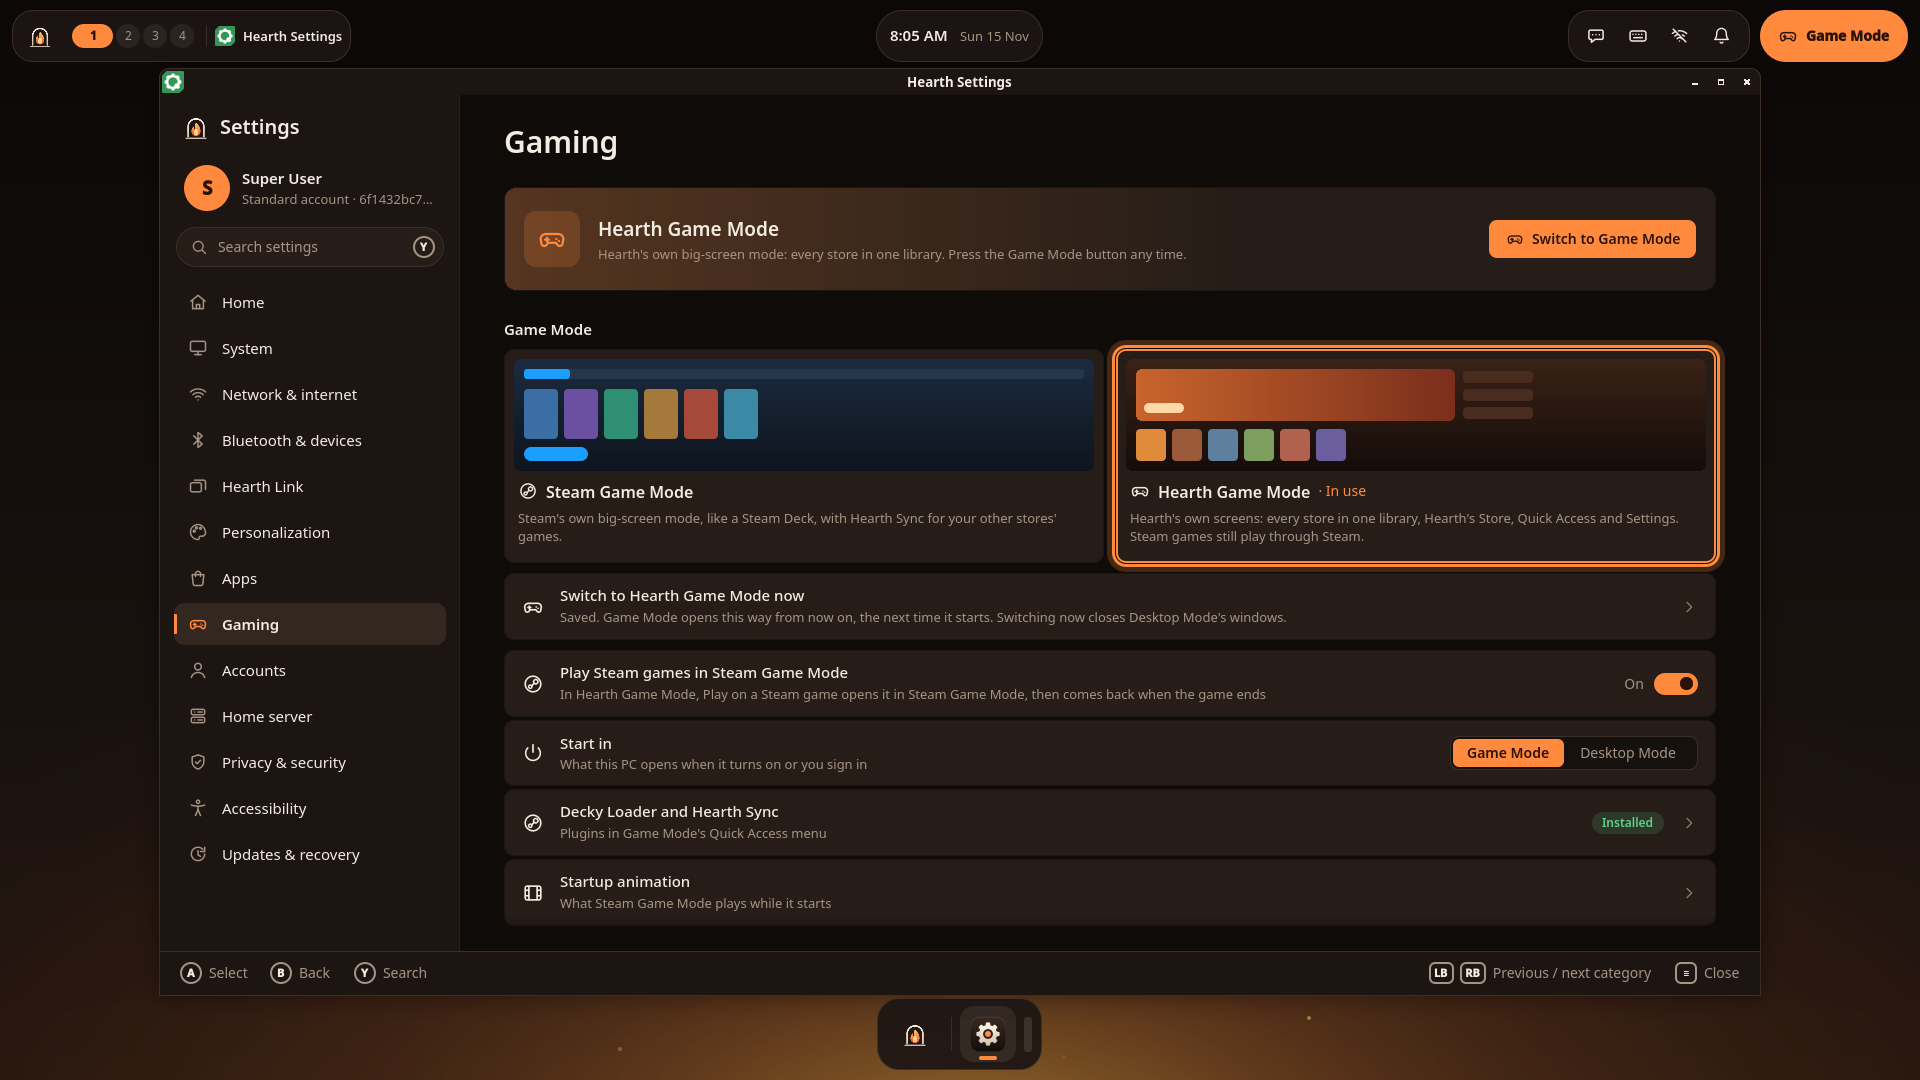 1 2 3 4 Hearth Settings
8:05 AM Sun 15 Nov
Game Mode
Hearth Settings
Settings
S
Super User
Standard account · 6f1432bc7...
Search settings Y
Home
System
Network & internet
Bluetooth & devices
Hearth Link
Personalization
Apps
Gaming
Accounts
Home server
Privacy & security
Accessibility
Updates & recovery
Gaming
Hearth Game Mode
Hearth's own big-screen mode: every store in one library. Press the Game Mode button any time.
Switch to Game Mode
Game Mode
Steam Game Mode
Steam's own big-screen mode, like a Steam Deck, with Hearth Sync for your other stores'
games.
Hearth Game Mode · In use
Hearth's own screens: every store in one library, Hearth's Store, Quick Access and Settings.
Steam games still play through Steam.
Switch to Hearth Game Mode now
Saved. Game Mode opens this way from now on, the next time it starts. Switching now closes Desktop Mode's windows.
Play Steam games in Steam Game Mode
In Hearth Game Mode, Play on a Steam game opens it in Steam Game Mode, then comes back when the game ends
On
Start in
What this PC opens when it turns on or you sign in
Game Mode Desktop Mode
Decky Loader and Hearth Sync
Plugins in Game Mode's Quick Access menu
Installed
Startup animation
What Steam Game Mode plays while it starts
A Select B Back Y Search
LB RB Previous / next category Close